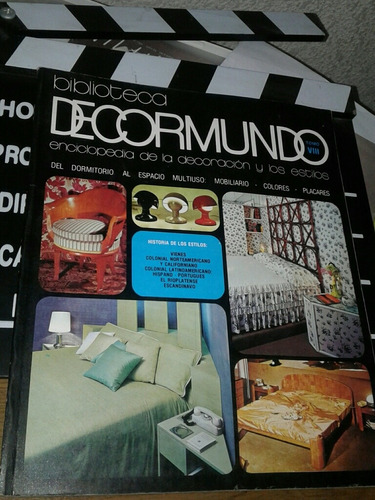 biblioteca
DECORMUNDO
VIII
enciclopedia de la decoración y los estilos
DEL DORMITORIO AL ESPACIO MULTIUSO: MOBILIARIO - COLORES - PLACARES
HISTORIA DE LOS ESTILOS:
VIENES
COLONIAL NORTEAMERICANO
Y CALIFORNIANO
COLONIAL LATINOAMERICANO:
HISPANO - PORTUGUES
EL RIOPLATENSE
ESCANDINAVO
HO
PRO
DI
CA